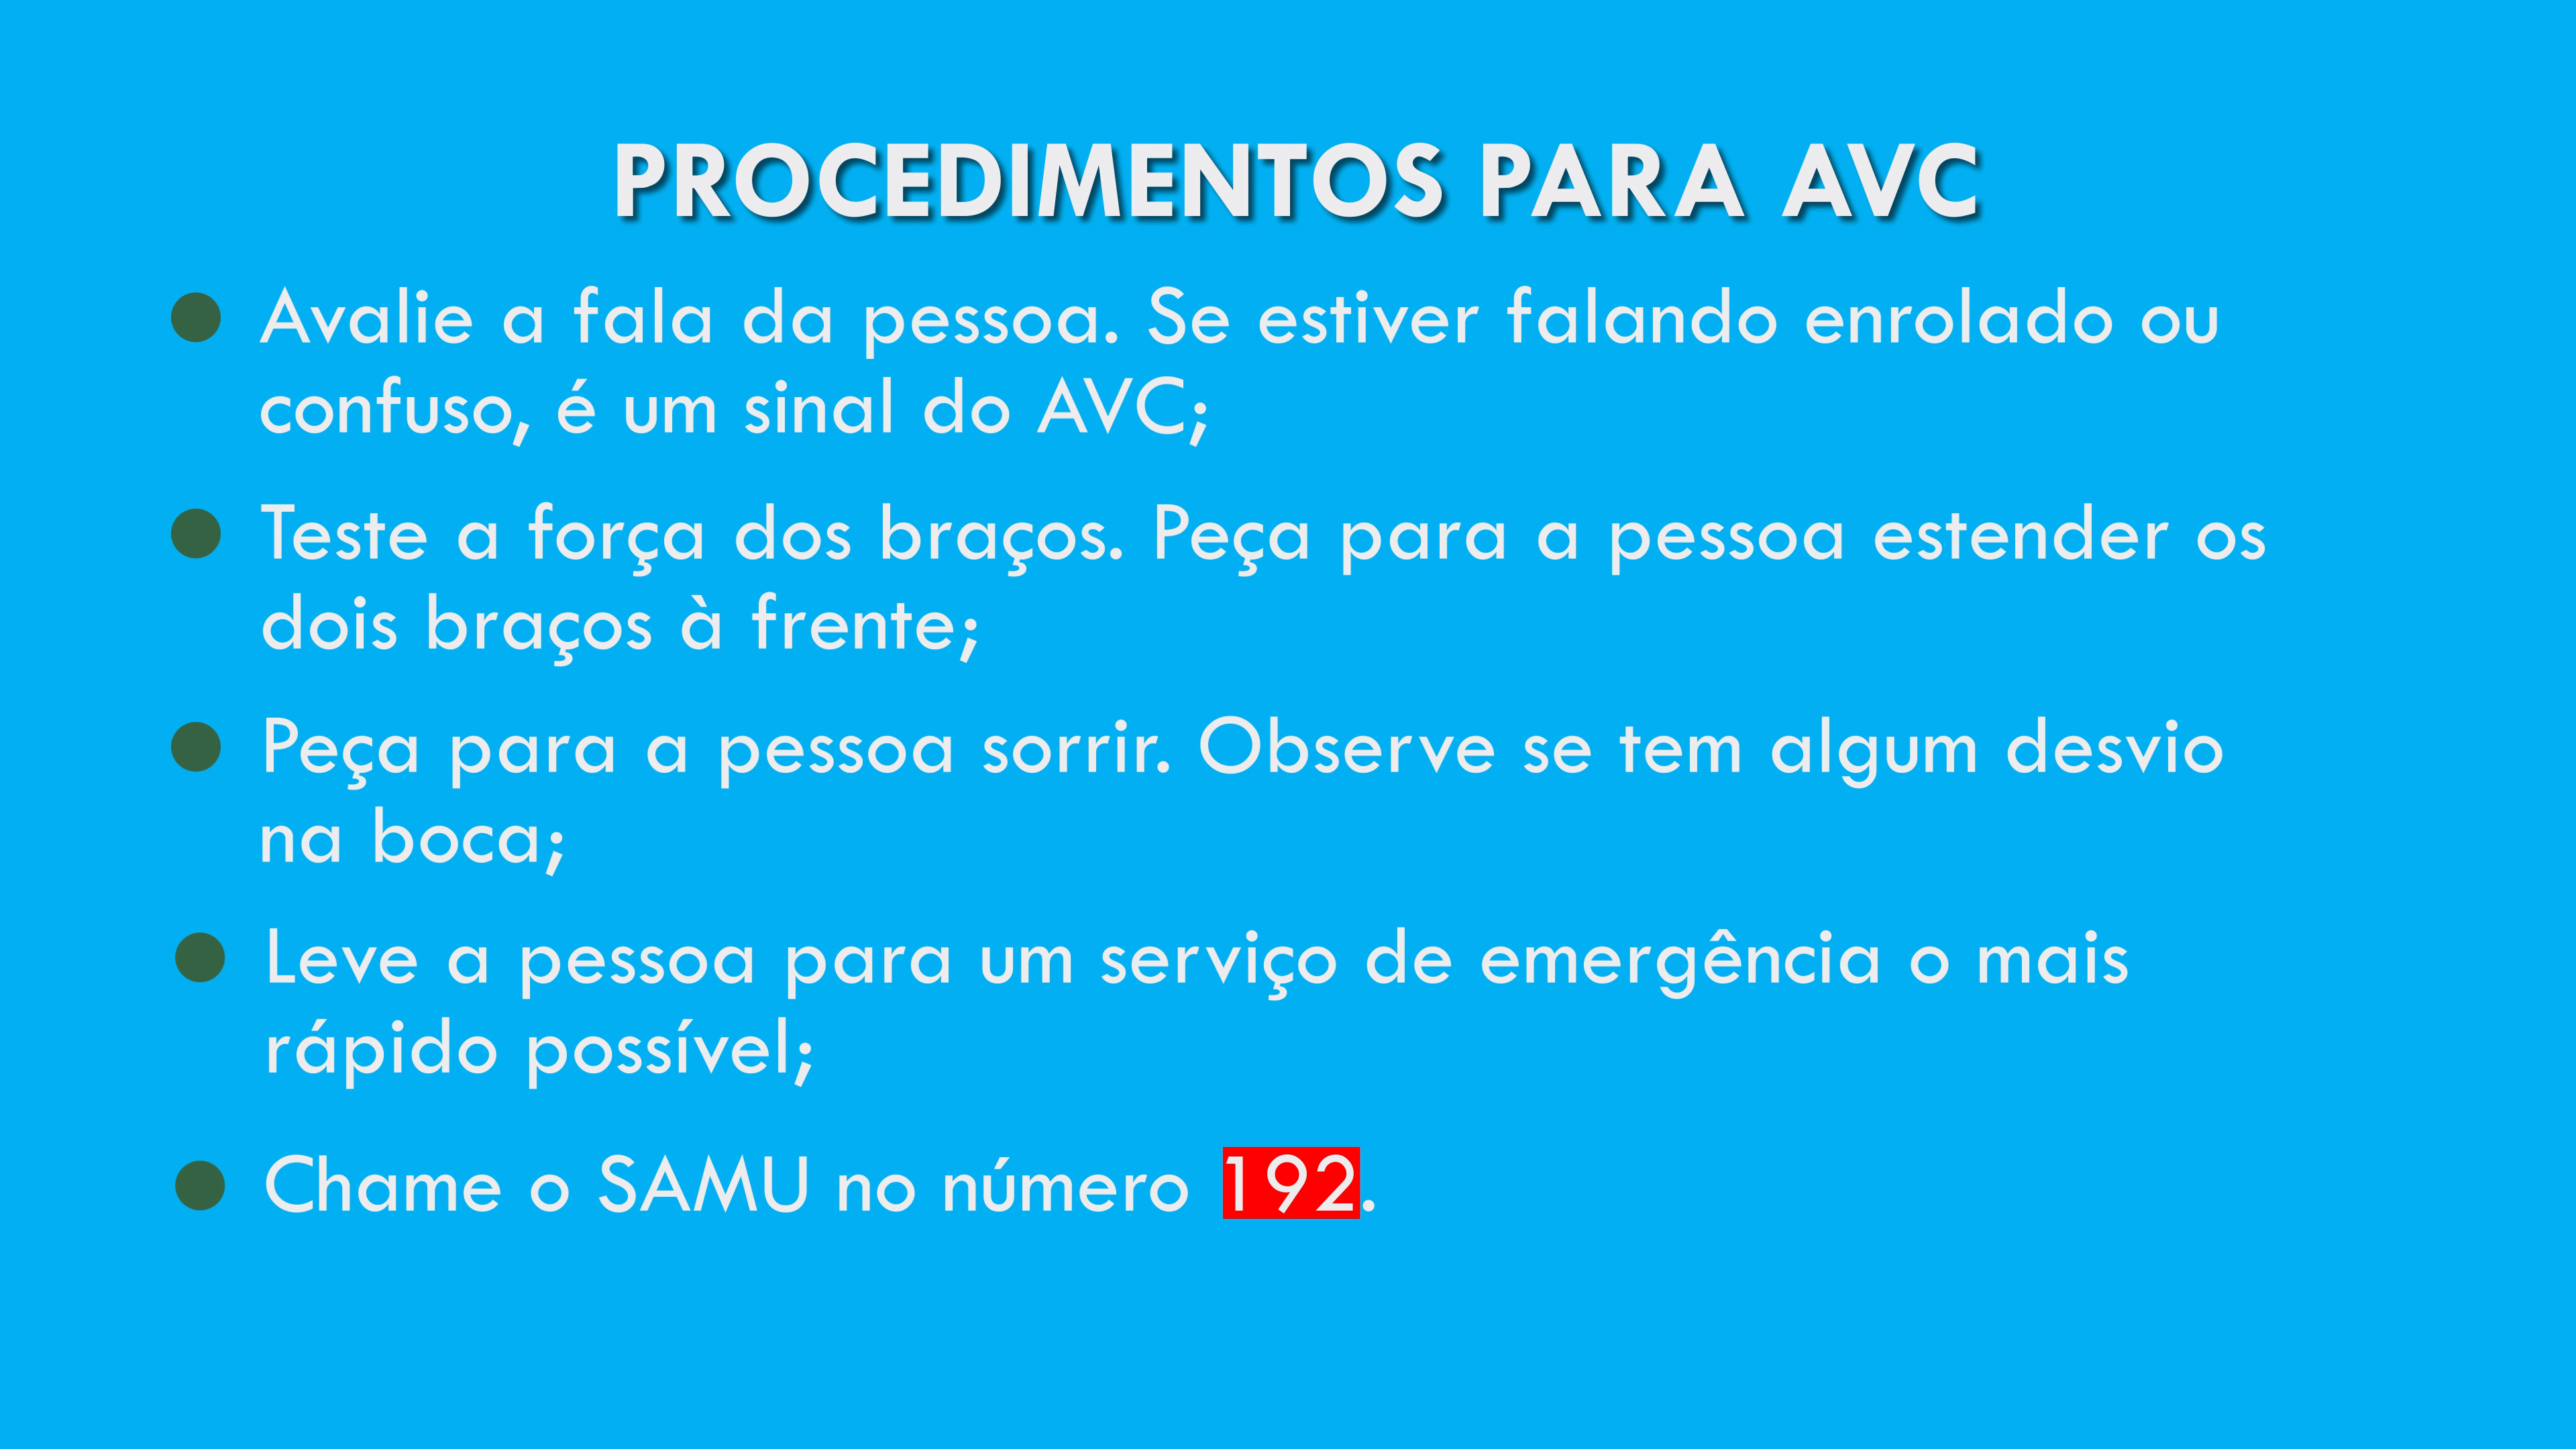 PROCEDIMENTOS PARA AVC
Avalie a fala da pessoa. Se estiver falando enrolado ou
confuso, é um sinal do AVC;
Teste a força dos braços. Peça para a pessoa estender os
dois braços à frente;
Peça para a pessoa sorrir. Observe se tem algum desvio
na boca;
Leve a pessoa para um serviço de emergência o mais
rápido possível;
Chame o SAMU no número 192.